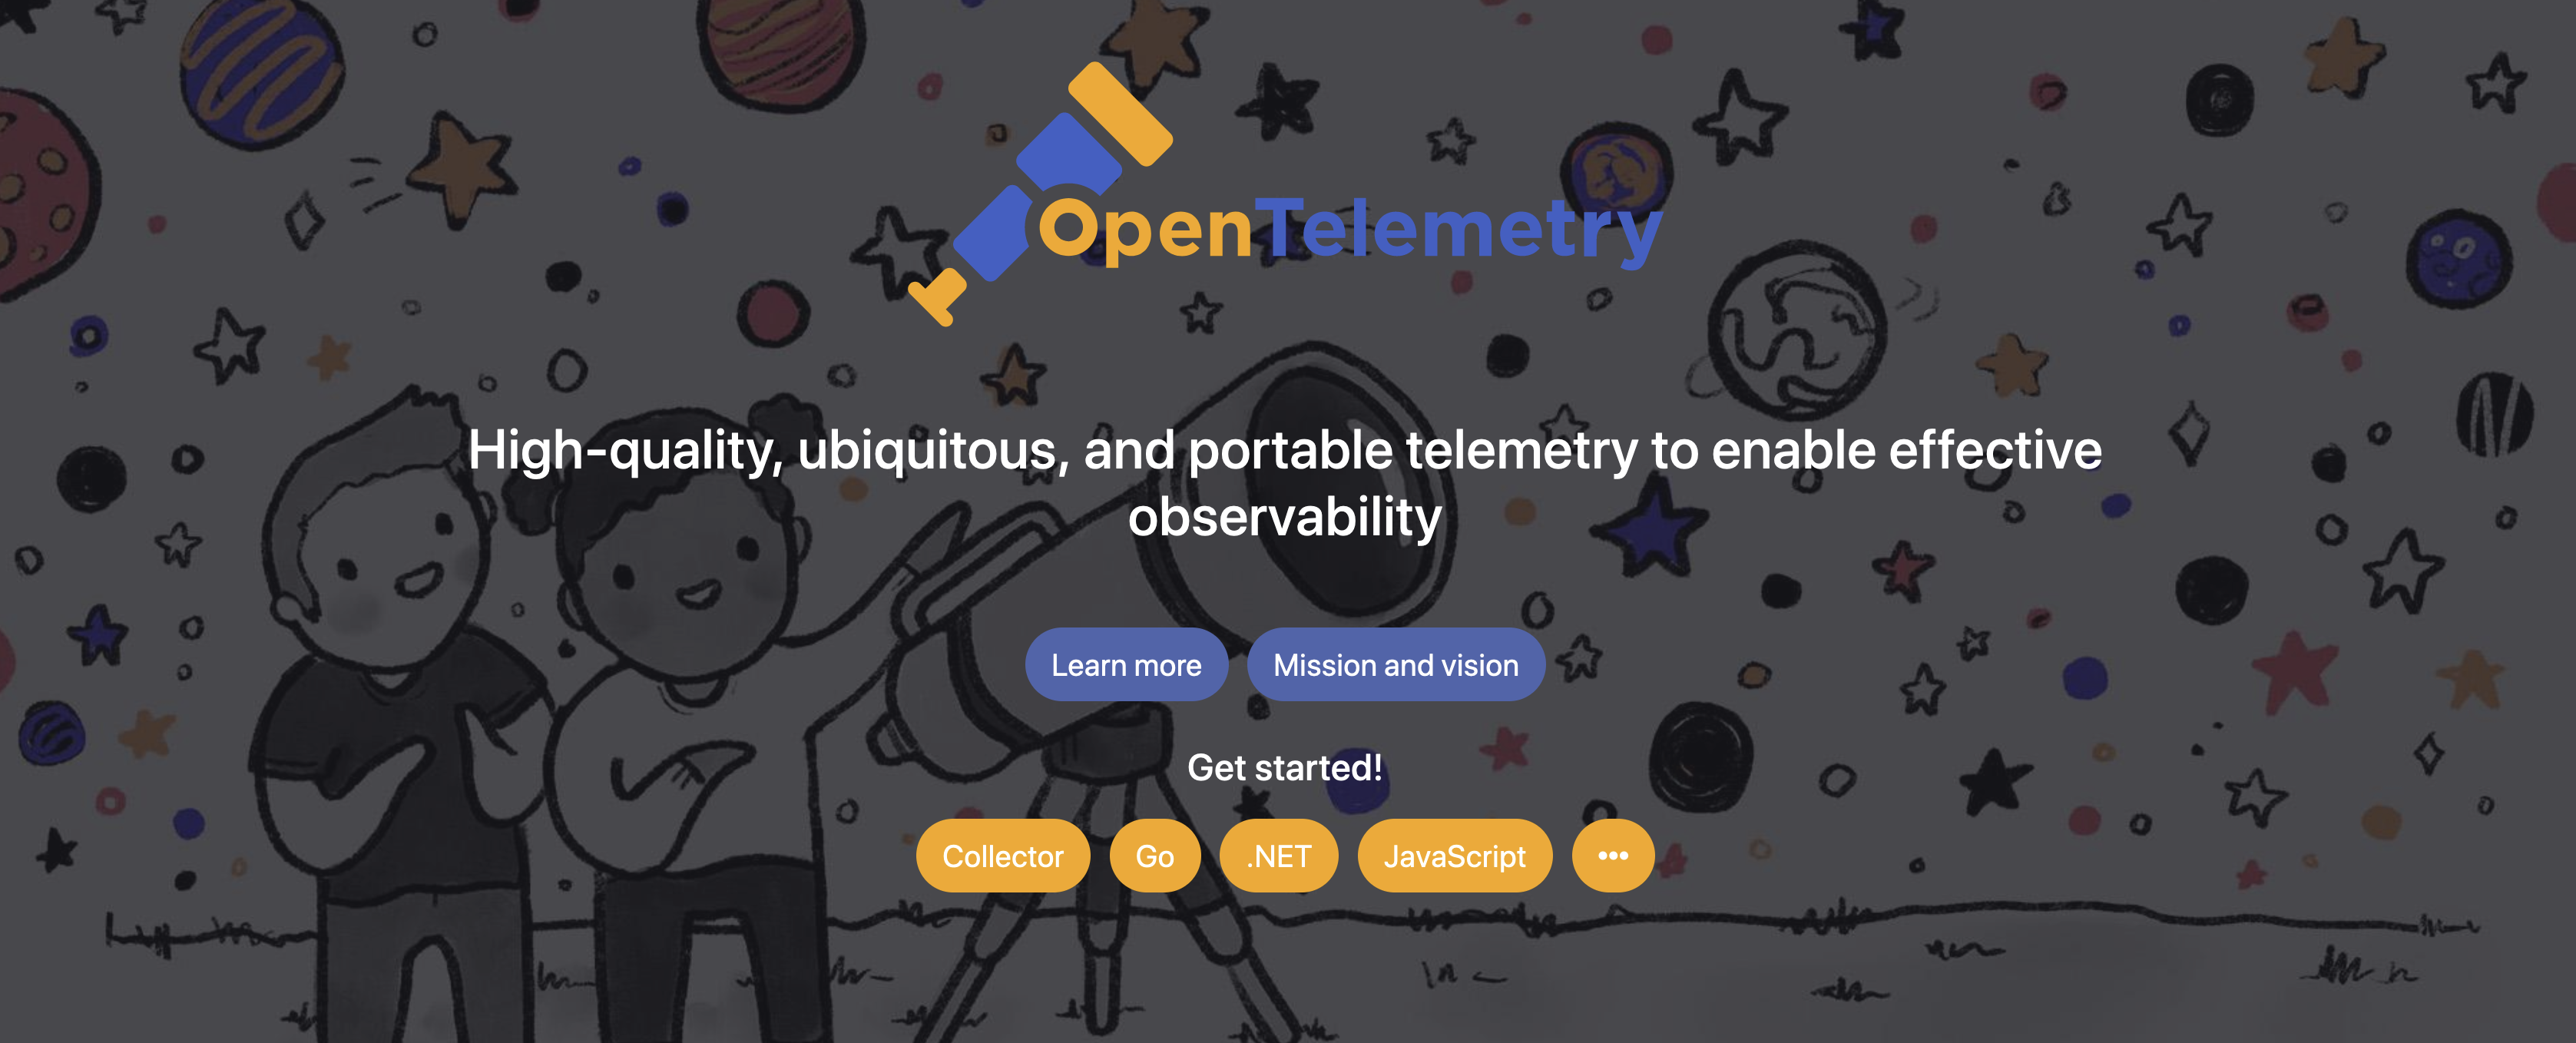 OpenTelemetry
High-quality, ubiquitous, and portable telemetry to enable effective
observability
Learn more
Mission and vision
Get started!
Collector
Go
.NET
JavaScript
•••